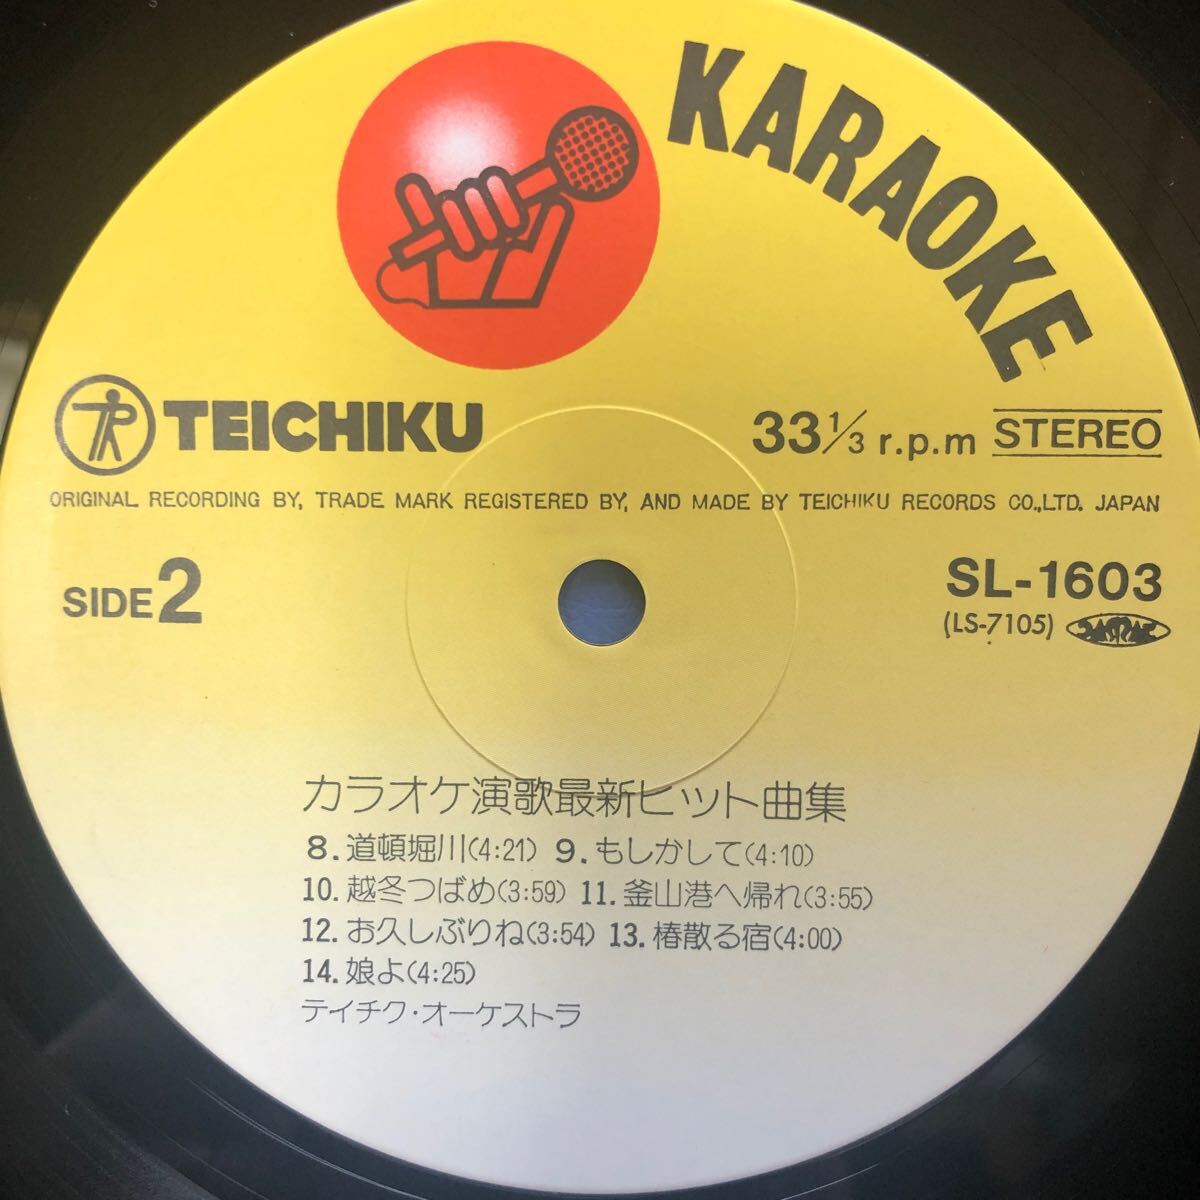 KARAOKE
TEICHIKU
33 1/3 r.p.m STEREO
ORIGINAL RECORDING BY, TRADE MARK REGISTERED BY, AND MADE BY TEICHIKU RECORDS CO.,LTD. JAPAN
SIDE 2
SL-1603
(LS-7105)
カラオケ演歌最新ヒット曲集
8. 道頓堀川(4:21) 9. もしかして(4:10)
10. 越冬つばめ(3:59) 11. 釜山港へ帰れ(3:55)
12. お久しぶりね(3:54) 13. 椿散る宿(4:00)
14. 娘よ(4:25)
テイチク・オーケストラ